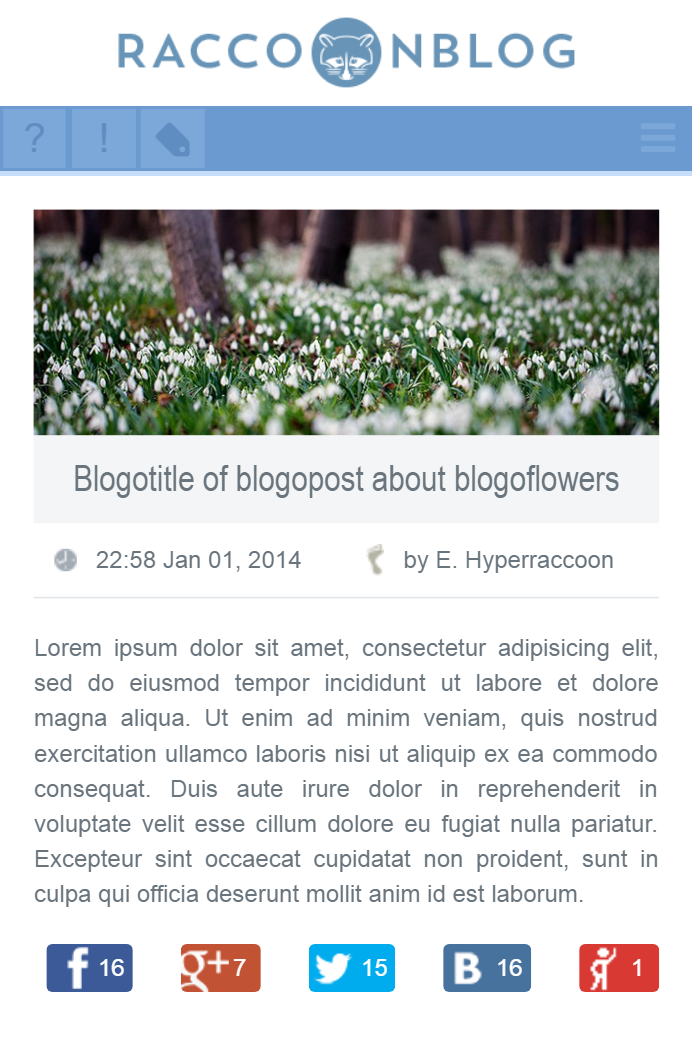 RACCOONBLOG
? !
Blogotitle of blogopost about blogoflowers
22:58 Jan 01, 2014 by E. Hyperraccoon
Lorem ipsum dolor sit amet, consectetur adipisicing elit,
sed do eiusmod tempor incididunt ut labore et dolore
magna aliqua. Ut enim ad minim veniam, quis nostrud
exercitation ullamco laboris nisi ut aliquip ex ea commodo
consequat. Duis aute irure dolor in reprehenderit in
voluptate velit esse cillum dolore eu fugiat nulla pariatur.
Excepteur sint occaecat cupidatat non proident, sunt in
culpa qui officia deserunt mollit anim id est laborum.
f 16 g+ 7 15 B 16 1